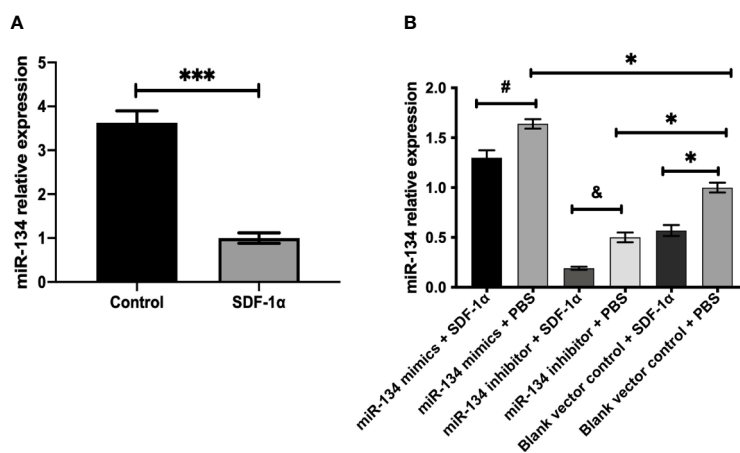 A
miR-134 relative expression
5
4
3
2
1
0
***
Control
SDF-1α
B
miR-134 relative expression
2.0
1.5
1.0
0.5
0.0
#
*
&
*
*
miR-134 mimics + SDF-1α
miR-134 mimics + PBS
miR-134 inhibitor + SDF-1α
miR-134 inhibitor + PBS
Blank vector control + SDF-1α
Blank vector control + PBS